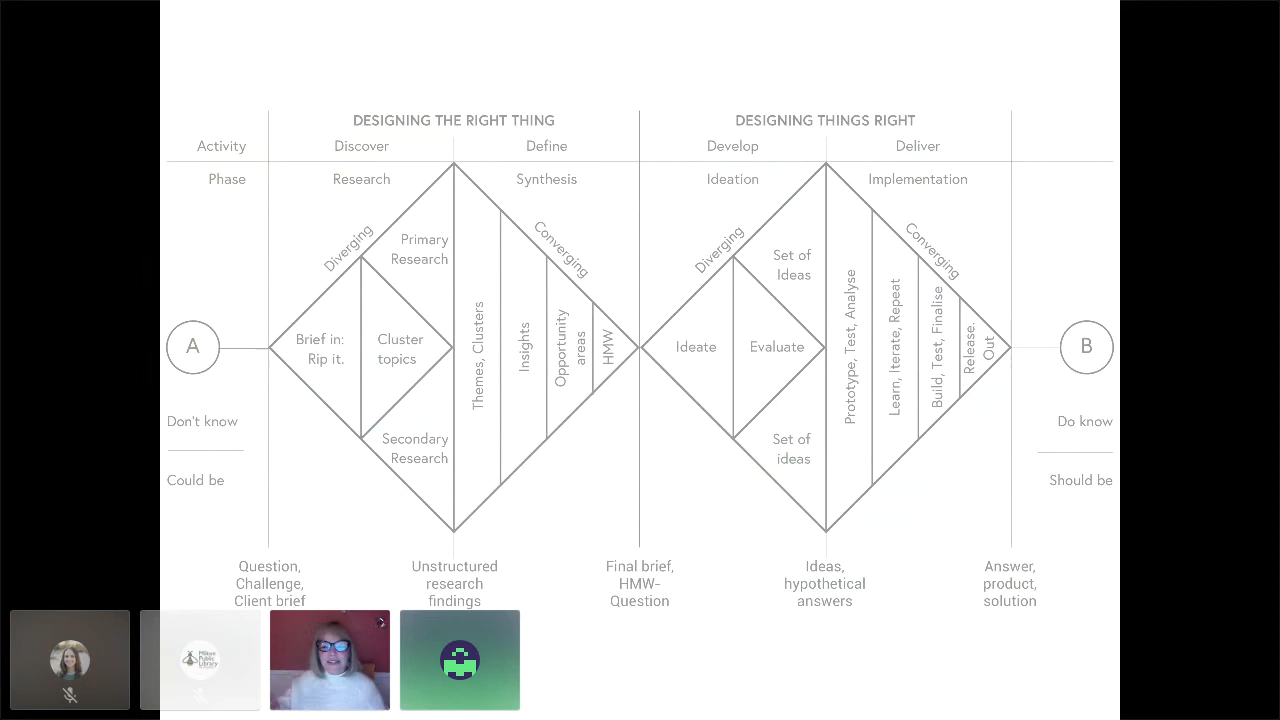 DESIGNING THE RIGHT THING
DESIGNING THINGS RIGHT
Activity
Discover
Define
Develop
Deliver
Phase
Research
Synthesis
Ideation
Implementation
Diverging
Primary
Research
Converging
Diverging
Set of
Ideas
Converging
A
Brief in:
Rip it.
Cluster
topics
Themes, Clusters
Insights
Opportunity
areas
HMW
Ideate
Evaluate
Prototype, Test, Analyse
Learn, Iterate, Repeat
Build, Test, Finalise
Release.
Out
B
Secondary
Research
Set of
ideas
Don't know
Could be
Do know
Should be
Question,
Challenge,
Client brief
Unstructured
research
findings
Final brief,
HMW-
Question
Ideas,
hypothetical
answers
Answer,
product,
solution
Milton
Public
Library